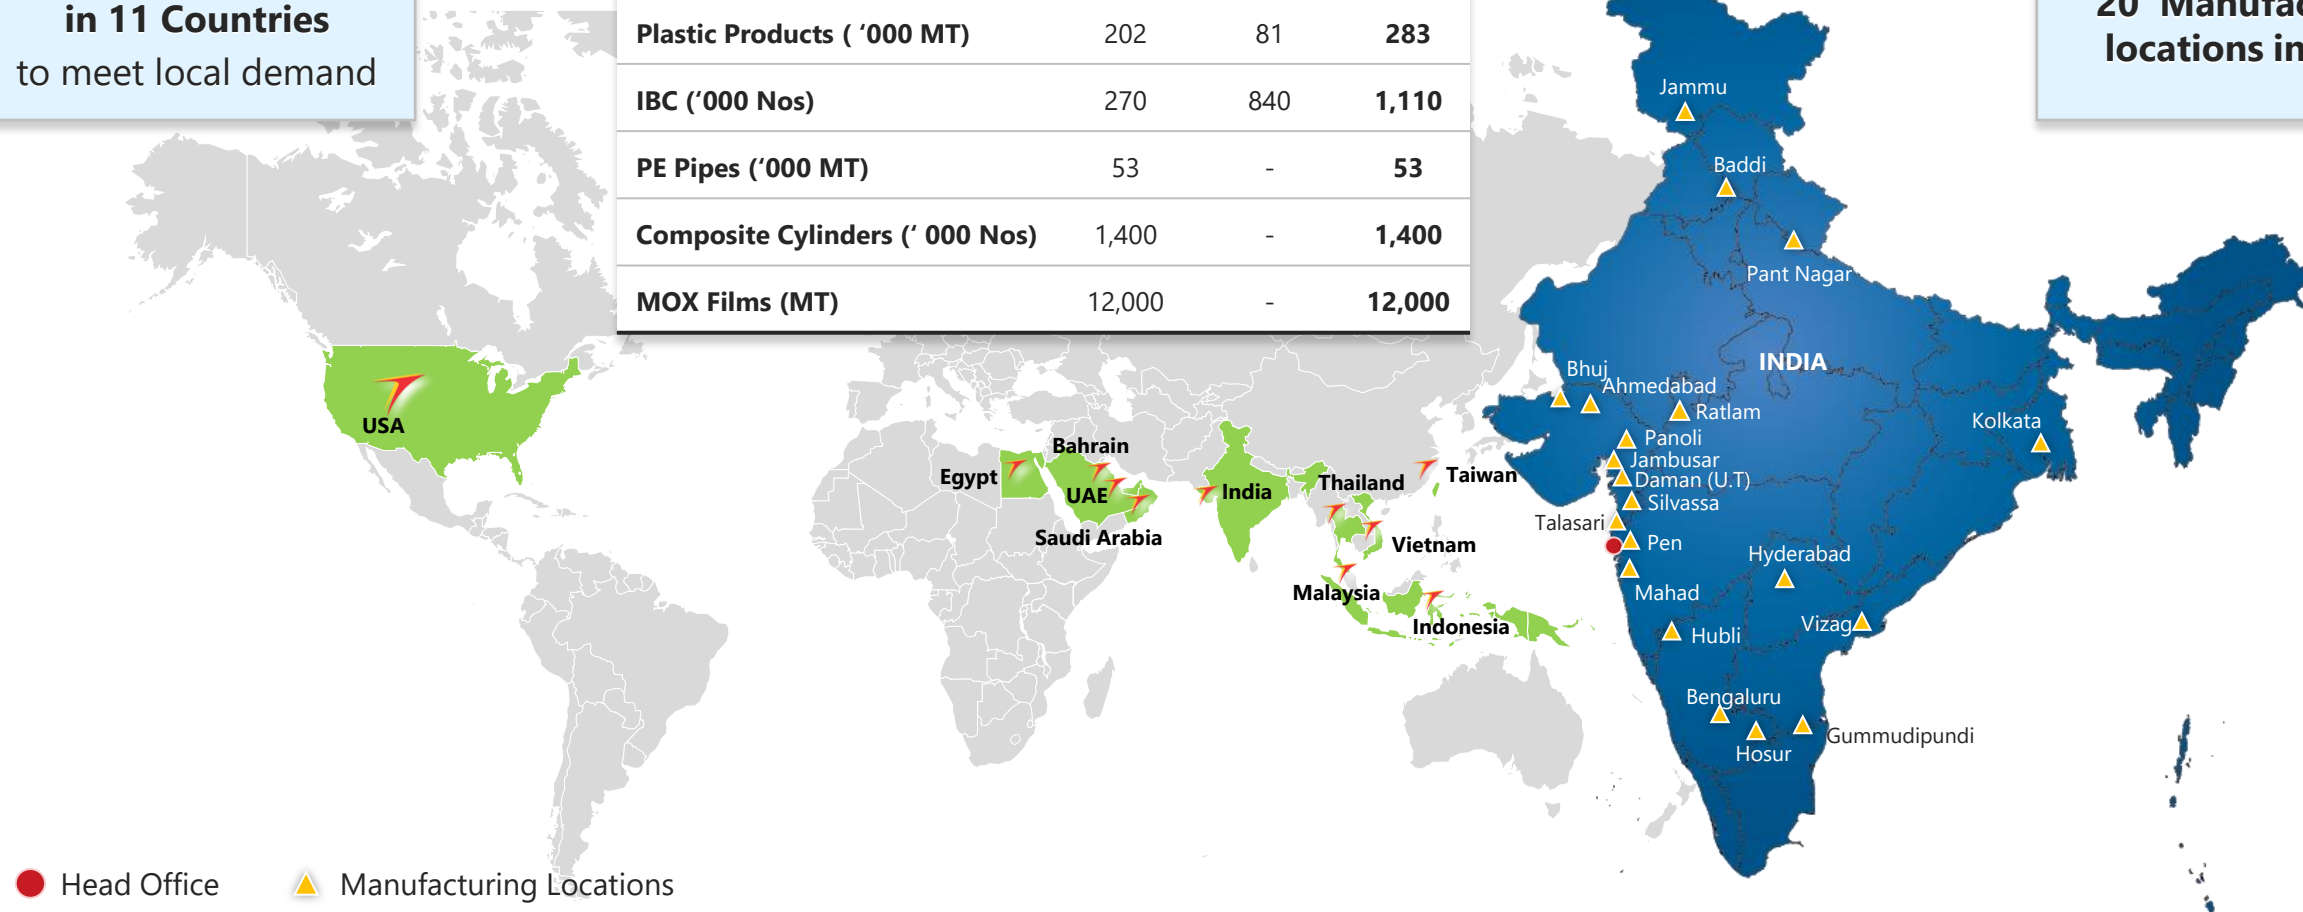 in 11 Countries
to meet local demand
Plastic Products ( ‘000 MT) 202 81 283
IBC (‘000 Nos) 270 840 1,110
PE Pipes (‘000 MT) 53 - 53
Composite Cylinders (‘ 000 Nos) 1,400 - 1,400
MOX Films (MT) 12,000 - 12,000
20
locations in
USA
Egypt
Bahrain
UAE
Saudi Arabia
India
Thailand
Taiwan
Vietnam
Malaysia
Indonesia
Jammu
Baddi
Pant Nagar
INDIA
Bhuj
Ahmedabad
Ratlam
Kolkata
Panoli
Jambusar
Daman (U.T)
Silvassa
Talasari
Pen
Hyderabad
Mahad
Vizag
Hubli
Bengaluru
Gummudipundi
Hosur
Head Office
Manufacturing Locations